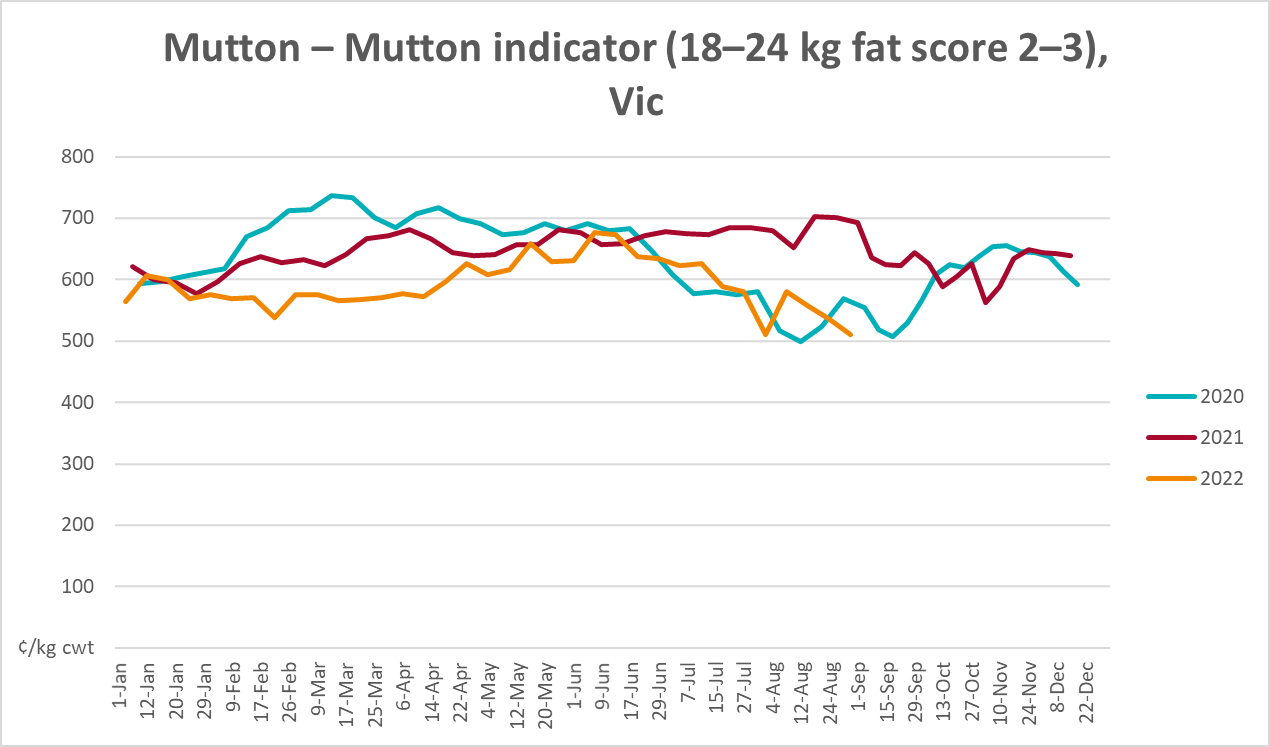 Mutton – Mutton indicator (18–24 kg fat score 2–3),
Vic
800
700
600
500
400
300
200
100
¢/kg cwt
1-Jan
12-Jan
20-Jan
29-Jan
9-Feb
17-Feb
26-Feb
9-Mar
17-Mar
25-Mar
6-Apr
14-Apr
22-Apr
4-May
12-May
20-May
1-Jun
9-Jun
17-Jun
29-Jun
7-Jul
15-Jul
27-Jul
4-Aug
12-Aug
24-Aug
1-Sep
15-Sep
29-Sep
13-Oct
27-Oct
10-Nov
24-Nov
8-Dec
22-Dec
2020
2021
2022